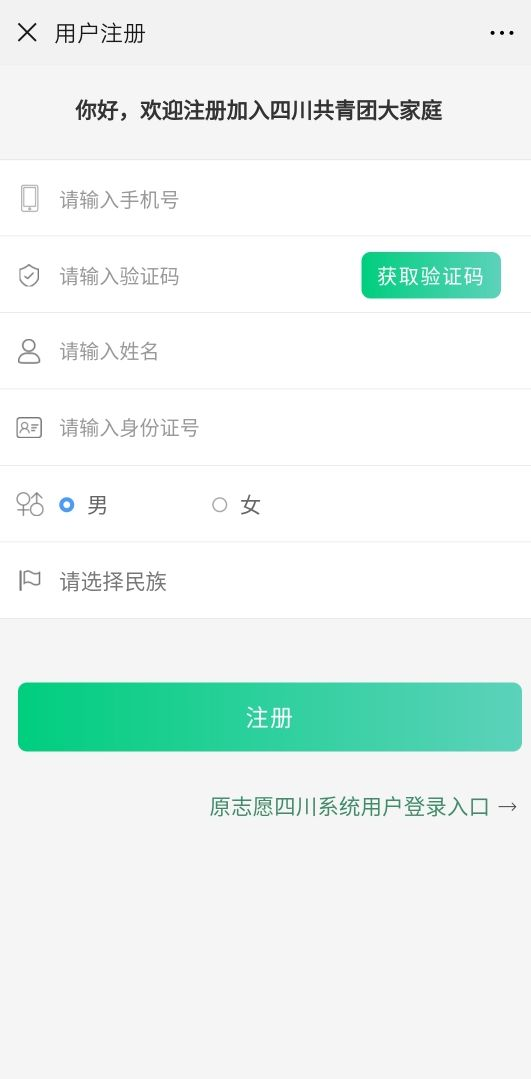 用户注册
你好，欢迎注册加入四川共青团大家庭
请输入手机号
请输入验证码 获取验证码
请输入姓名
请输入身份证号
男 女
请选择民族
注册
原志愿四川系统用户登录入口 →